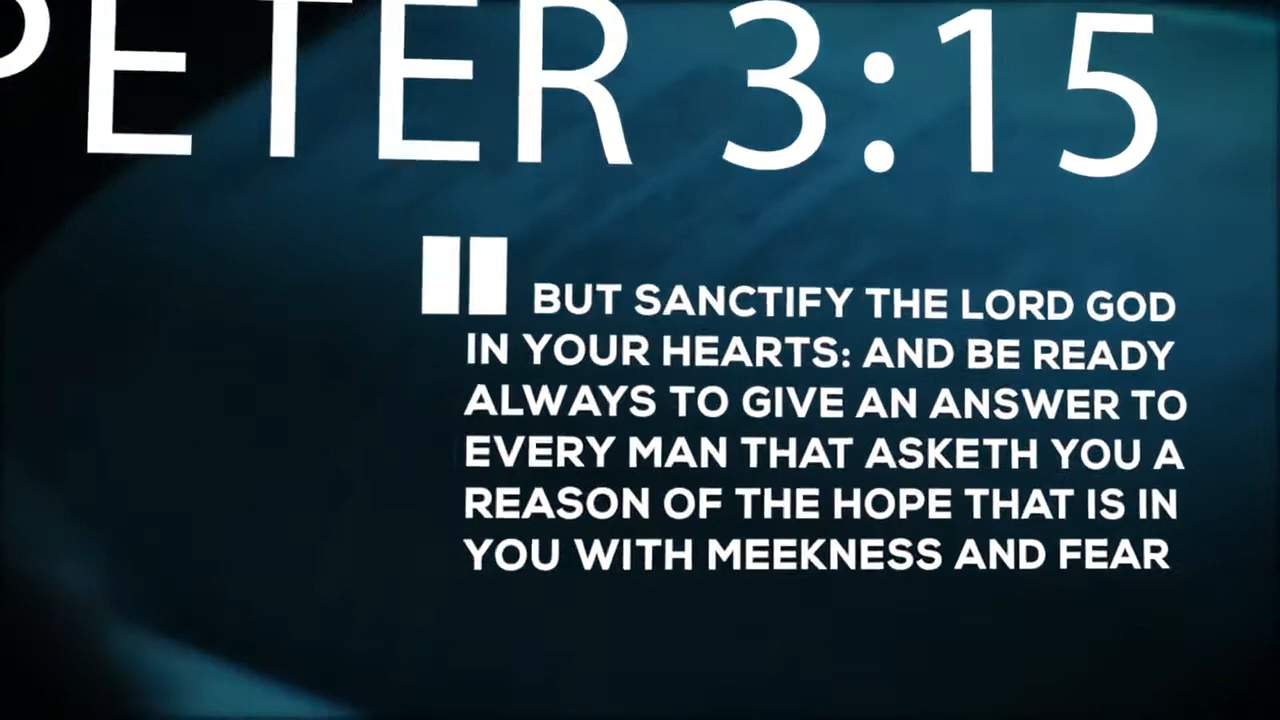 PETER 3:15
" BUT SANCTIFY THE LORD GOD
IN YOUR HEARTS: AND BE READY
ALWAYS TO GIVE AN ANSWER TO
EVERY MAN THAT ASKETH YOU A
REASON OF THE HOPE THAT IS IN
YOU WITH MEEKNESS AND FEAR